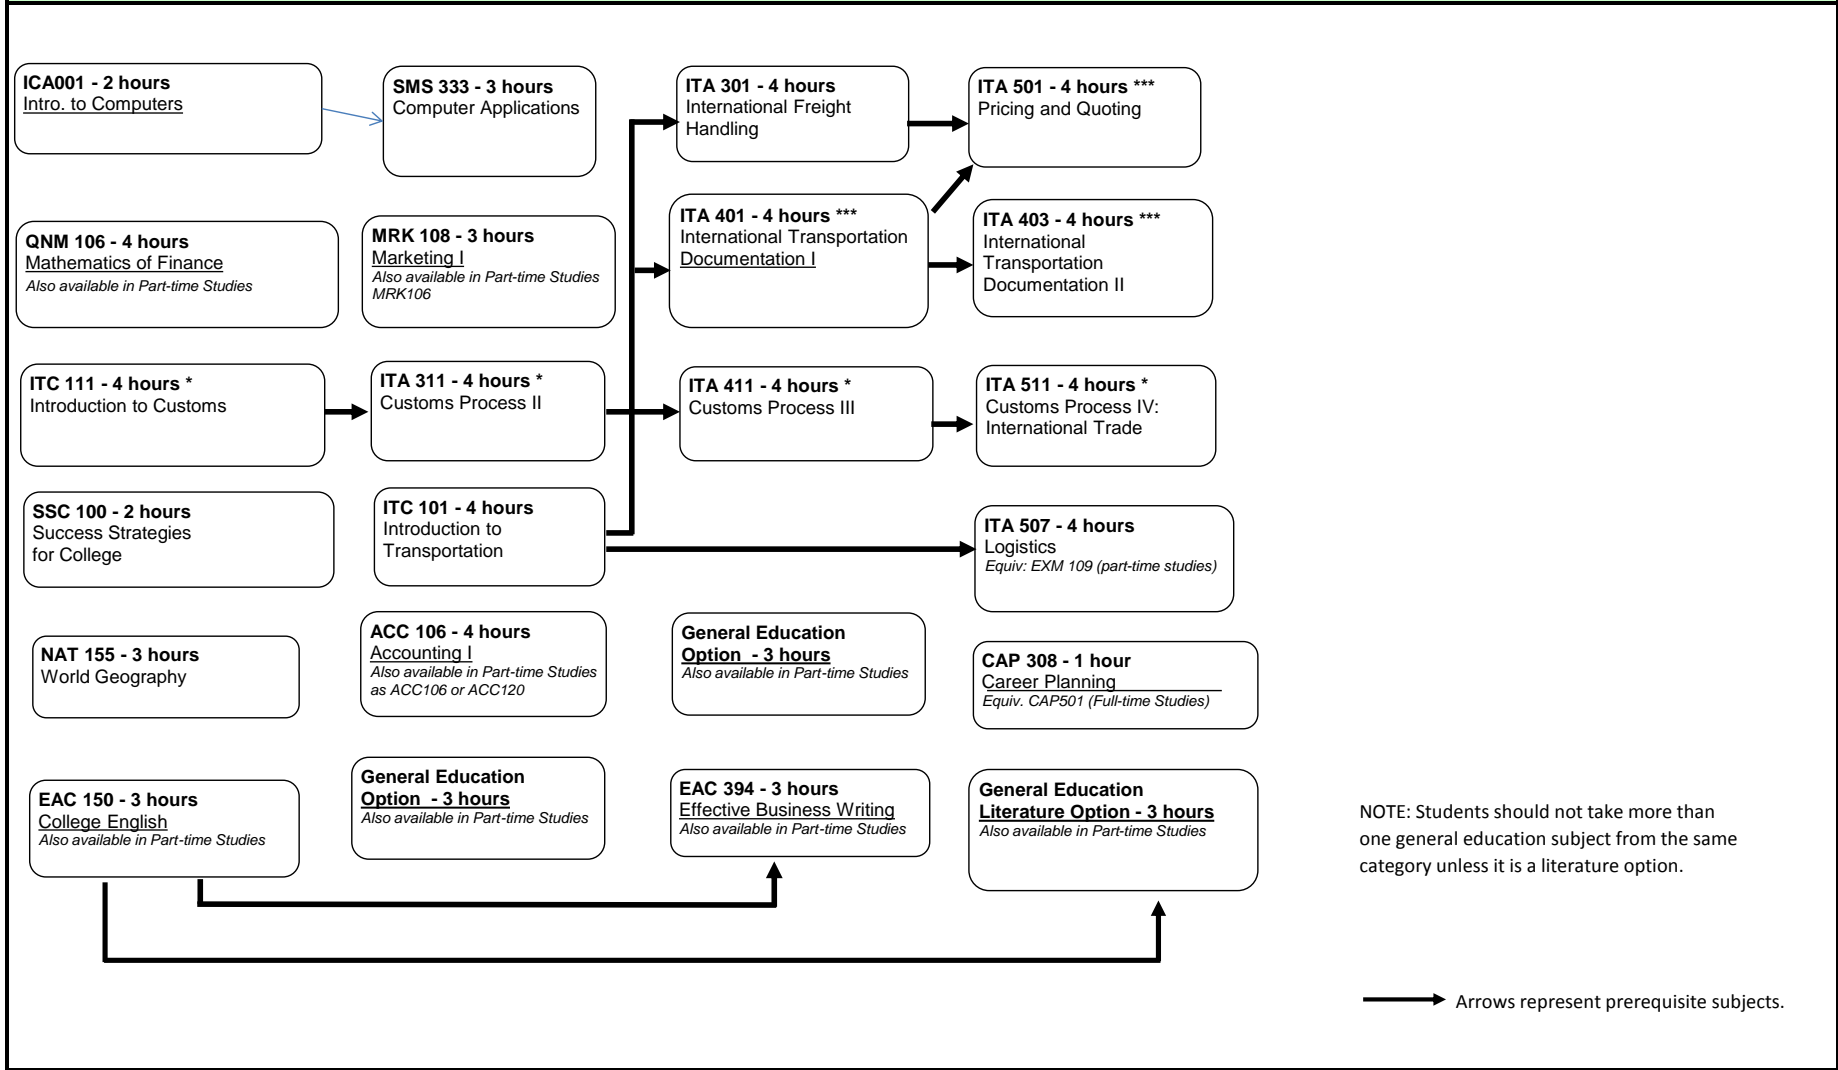 ICA001 - 2 hours
Intro. to Computers
SMS 333 - 3 hours
Computer Applications
ITA 301 - 4 hours
International Freight
Handling
ITA 501 - 4 hours ***
Pricing and Quoting
QNM 106 - 4 hours
Mathematics of Finance
Also available in Part-time Studies
MRK 108 - 3 hours
Marketing I
Also available in Part-time Studies
MRK106
ITA 401 - 4 hours ***
International Transportation
Documentation I
ITA 403 - 4 hours ***
International
Transportation
Documentation II
ITC 111 - 4 hours *
Introduction to Customs
ITA 311 - 4 hours *
Customs Process II
ITA 411 - 4 hours *
Customs Process III
ITA 511 - 4 hours *
Customs Process IV:
International Trade
SSC 100 - 2 hours
Success Strategies
for College
ITC 101 - 4 hours
Introduction to
Transportation
ITA 507 - 4 hours
Logistics
Equiv: EXM 109 (part-time studies)
NAT 155 - 3 hours
World Geography
ACC 106 - 4 hours
Accounting I
Also available in Part-time Studies
as ACC106 or ACC120
General Education
Option - 3 hours
Also available in Part-time Studies
CAP 308 - 1 hour
Career Planning
Equiv. CAP501 (Full-time Studies)
EAC 150 - 3 hours
College English
Also available in Part-time Studies
General Education
Option - 3 hours
Also available in Part-time Studies
EAC 394 - 3 hours
Effective Business Writing
Also available in Part-time Studies
General Education
Literature Option - 3 hours
Also available in Part-time Studies
NOTE: Students should not take more than
one general education subject from the same
category unless it is a literature option.
Arrows represent prerequisite subjects.